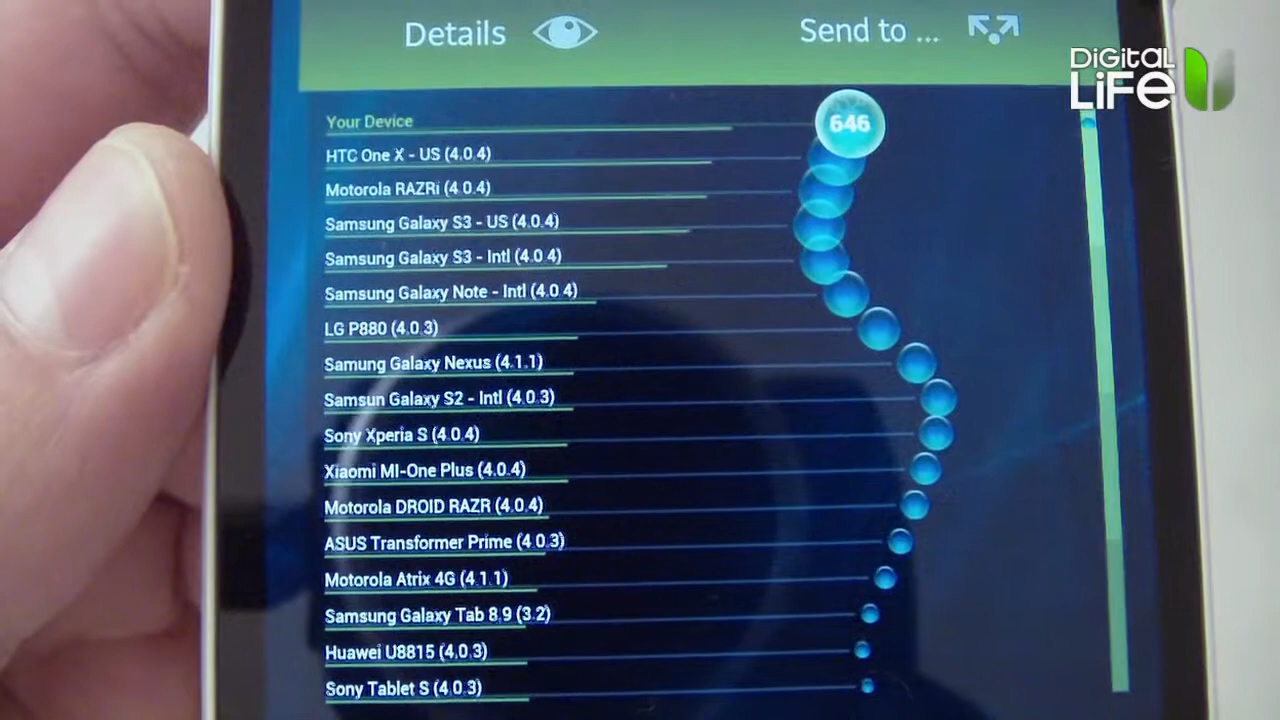 Details
Send to ...
DiGitaL
LiFe
Your Device
646
HTC One X - US (4.0.4)
Motorola RAZRi (4.0.4)
Samsung Galaxy S3 - US (4.0.4)
Samsung Galaxy S3 - Intl (4.0.4)
Samsung Galaxy Note - Intl (4.0.4)
LG P880 (4.0.3)
Samung Galaxy Nexus (4.1.1)
Samsun Galaxy S2 - Intl (4.0.3)
Sony Xperia S (4.0.4)
Xiaomi MI-One Plus (4.0.4)
Motorola DROID RAZR (4.0.4)
ASUS Transformer Prime (4.0.3)
Motorola Atrix 4G (4.1.1)
Samsung Galaxy Tab 8.9 (3.2)
Huawei U8815 (4.0.3)
Sony Tablet S (4.0.3)